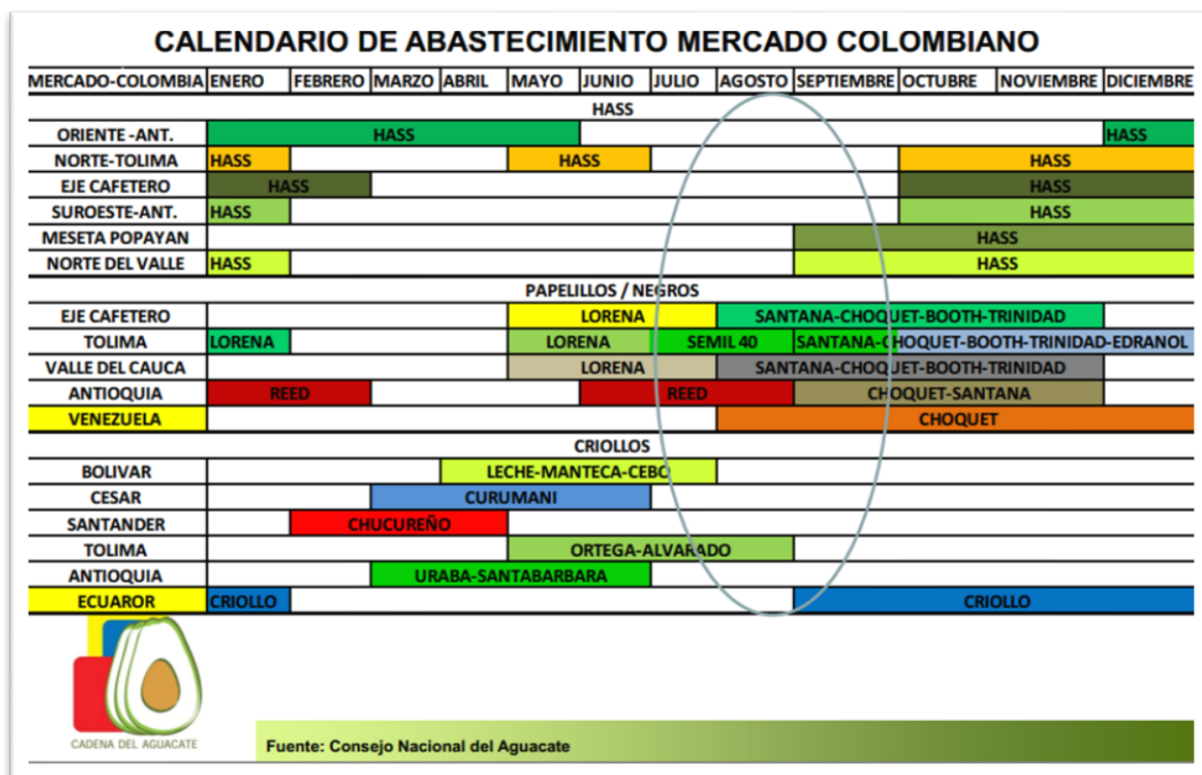 CALENDARIO DE ABASTECIMIENTO MERCADO COLOMBIANO
MERCADO-COLOMBIA ENERO FEBRERO MARZO ABRIL MAYO JUNIO JULIO AGOSTO SEPTIEMBRE OCTUBRE NOVIEMBRE DICIEMBRE
HASS
ORIENTE -ANT. HASS HASS
NORTE-TOLIMA HASS HASS HASS
EJE CAFETERO HASS HASS
SUROESTE-ANT. HASS HASS
MESETA POPAYAN HASS
NORTE DEL VALLE HASS HASS
PAPELILLOS / NEGROS
EJE CAFETERO LORENA SANTANA-CHOQUET-BOOTH-TRINIDAD
TOLIMA LORENA LORENA SEMIL 40 SANTANA-CHOQUET-BOOTH-TRINIDAD-EDRANOL
VALLE DEL CAUCA LORENA SANTANA-CHOQUET-BOOTH-TRINIDAD
ANTIOQUIA REED REED CHOQUET-SANTANA
VENEZUELA CHOQUET
CRIOLLOS
BOLIVAR LECHE-MANTECA-CEBO
CESAR CURUMANI
SANTANDER CHUCUREÑO
TOLIMA ORTEGA-ALVARADO
ANTIOQUIA URABA-SANTABARBARA
ECUAROR CRIOLLO CRIOLLO
CADENA DEL AGUACATE
Fuente: Consejo Nacional del Aguacate